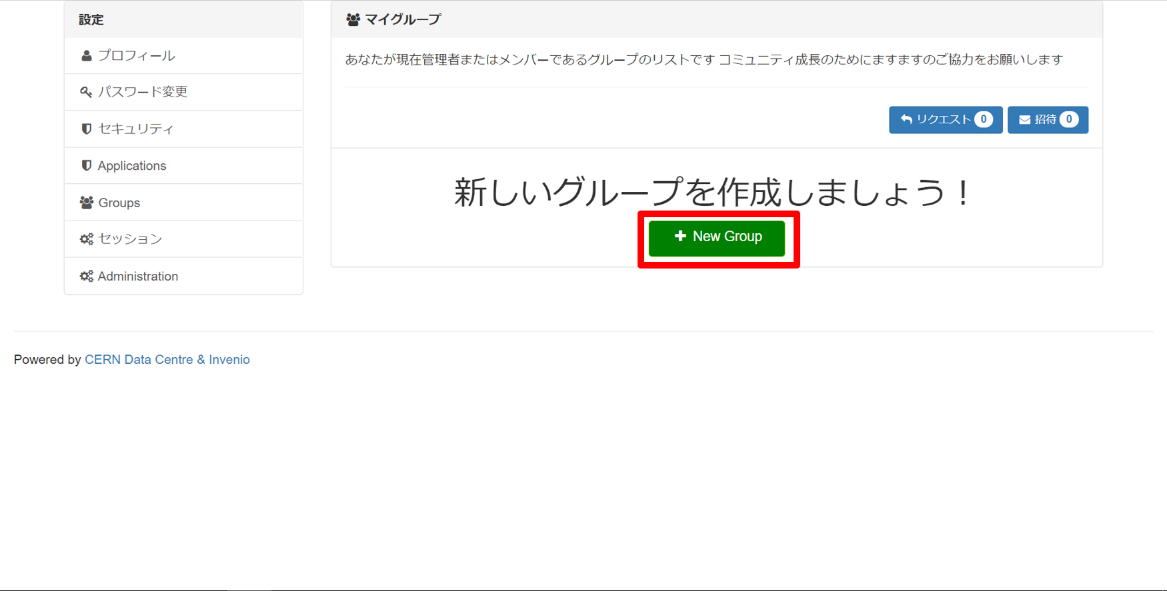 設定
プロフィール
パスワード変更
セキュリティ
Applications
Groups
セッション
Administration
マイグループ
あなたが現在管理者またはメンバーであるグループのリストです コミュニティ成長のためにますますのご協力をお願いします
リクエスト 0
招待 0
新しいグループを作成しましょう！
New Group
Powered by CERN Data Centre & Invenio